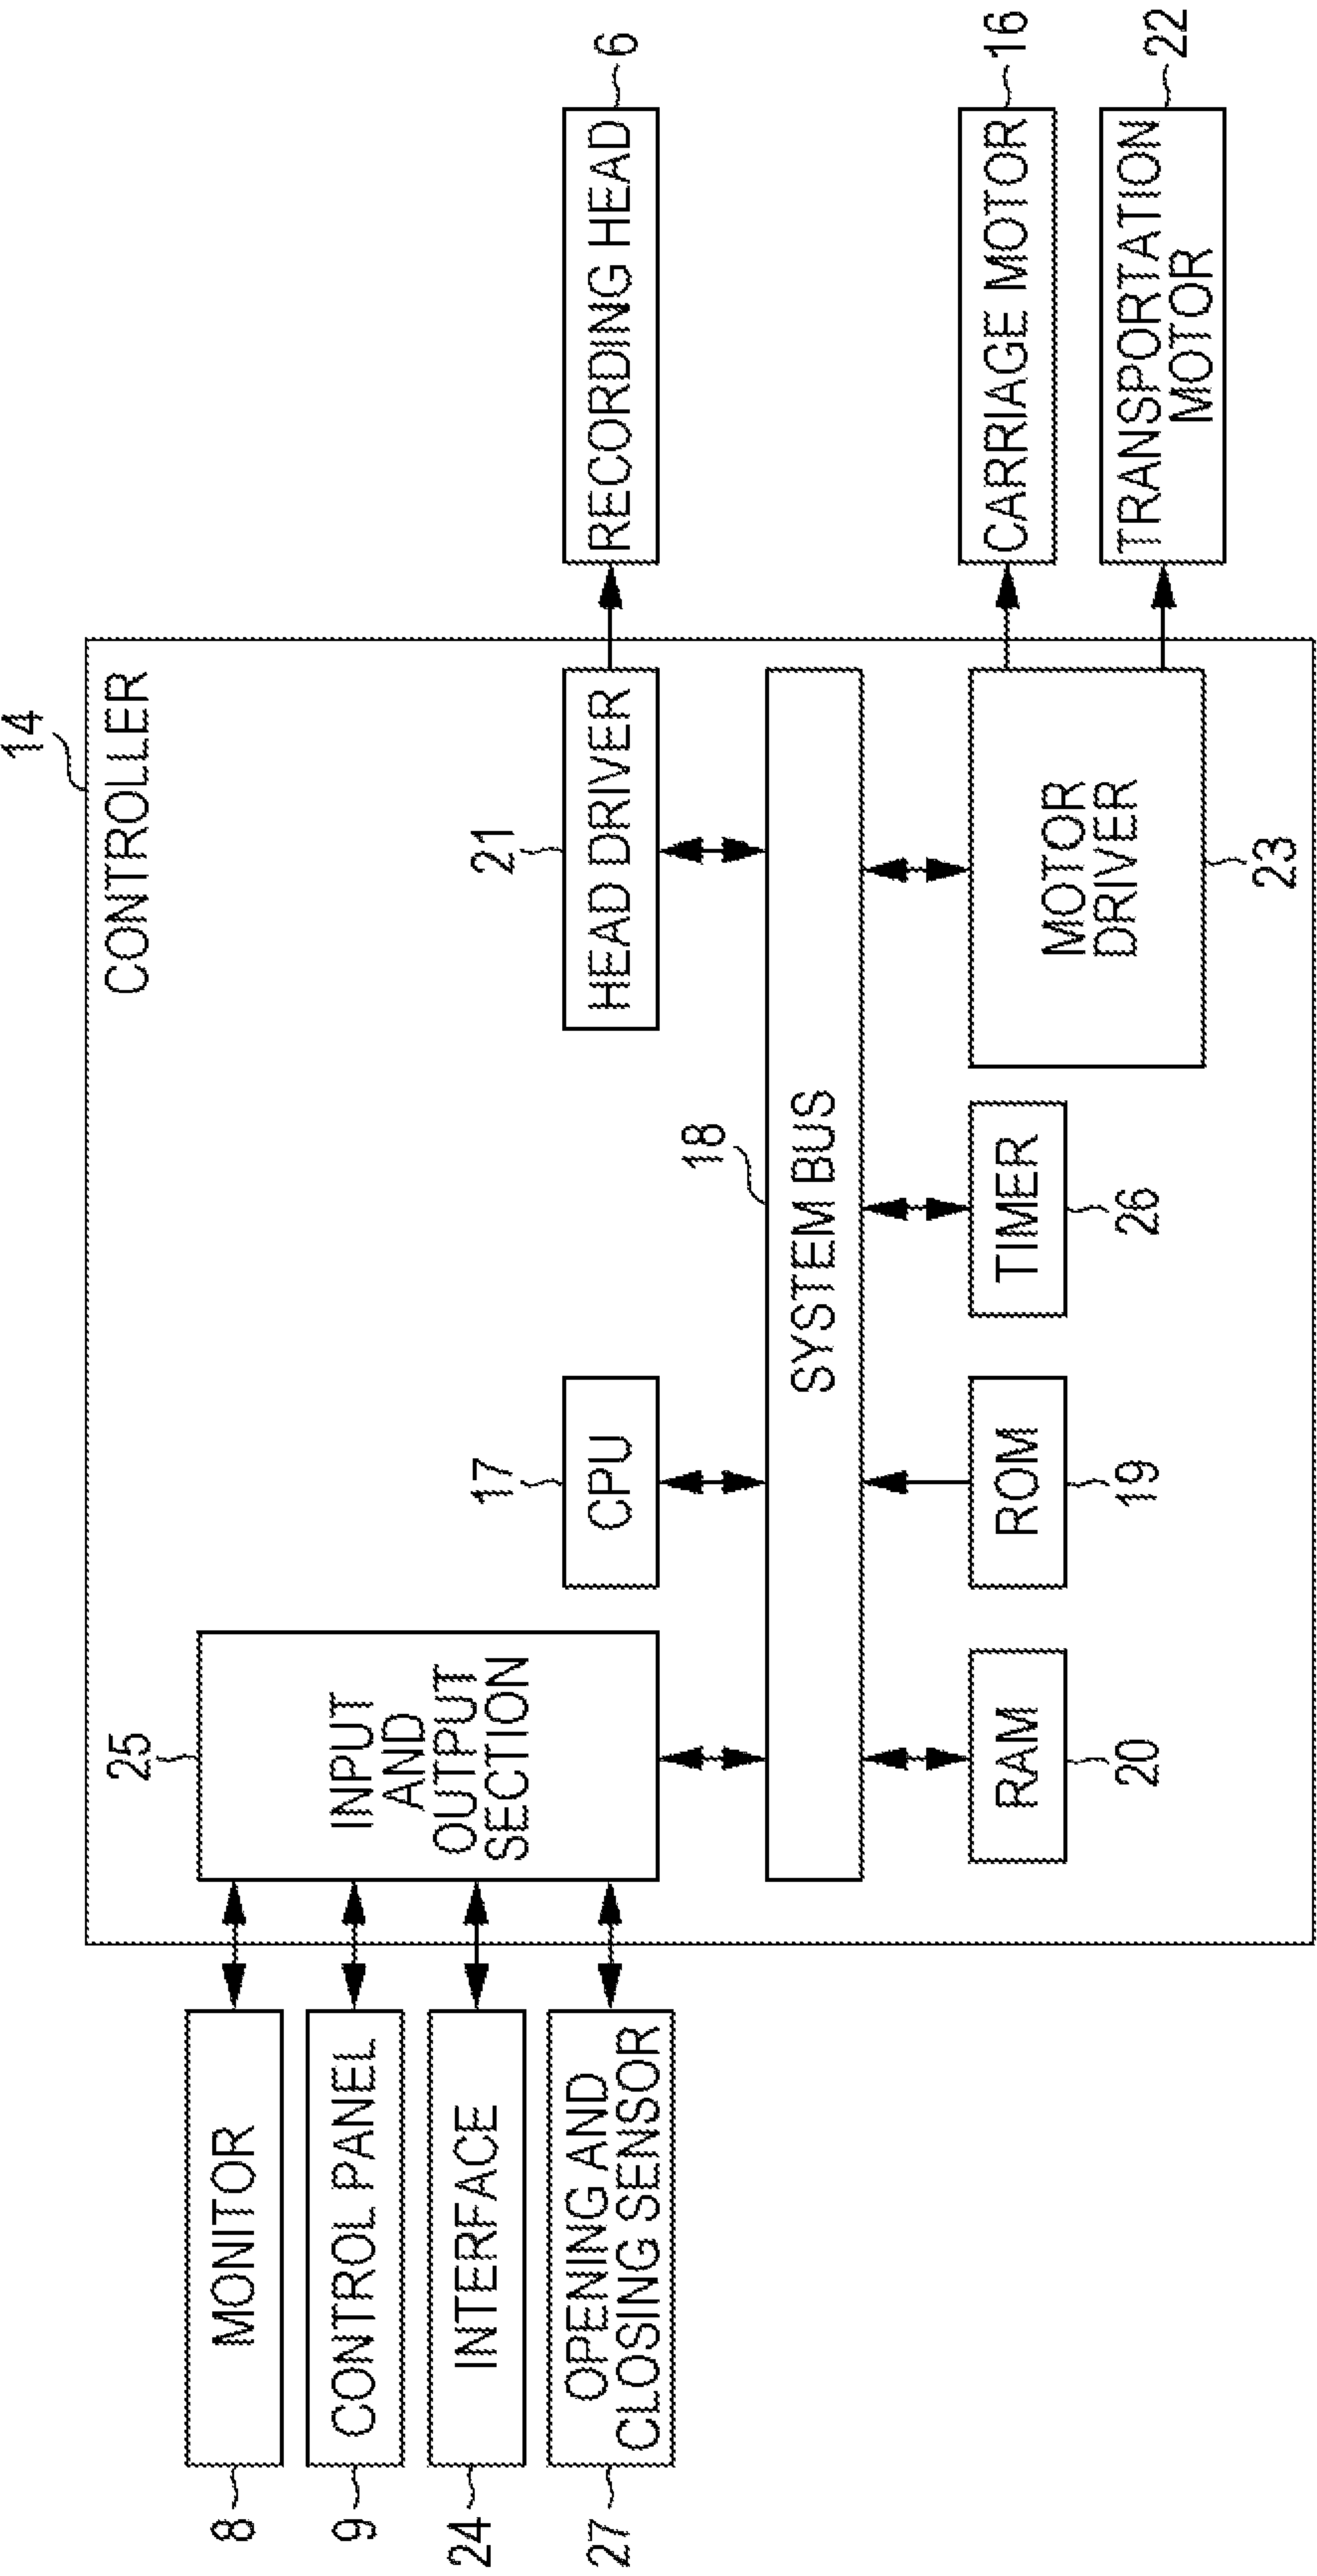 14
CONTROLLER
8
MONITOR
9
CONTROL PANEL
24
INTERFACE
27
OPENING AND
CLOSING SENSOR
25
INPUT
AND
OUTPUT
SECTION
17
CPU
21
HEAD DRIVER
RECORDING HEAD
6
18
SYSTEM BUS
RAM
20
ROM
19
TIMER
26
MOTOR
DRIVER
23
CARRIAGE MOTOR
16
TRANSPORTATION
MOTOR
22